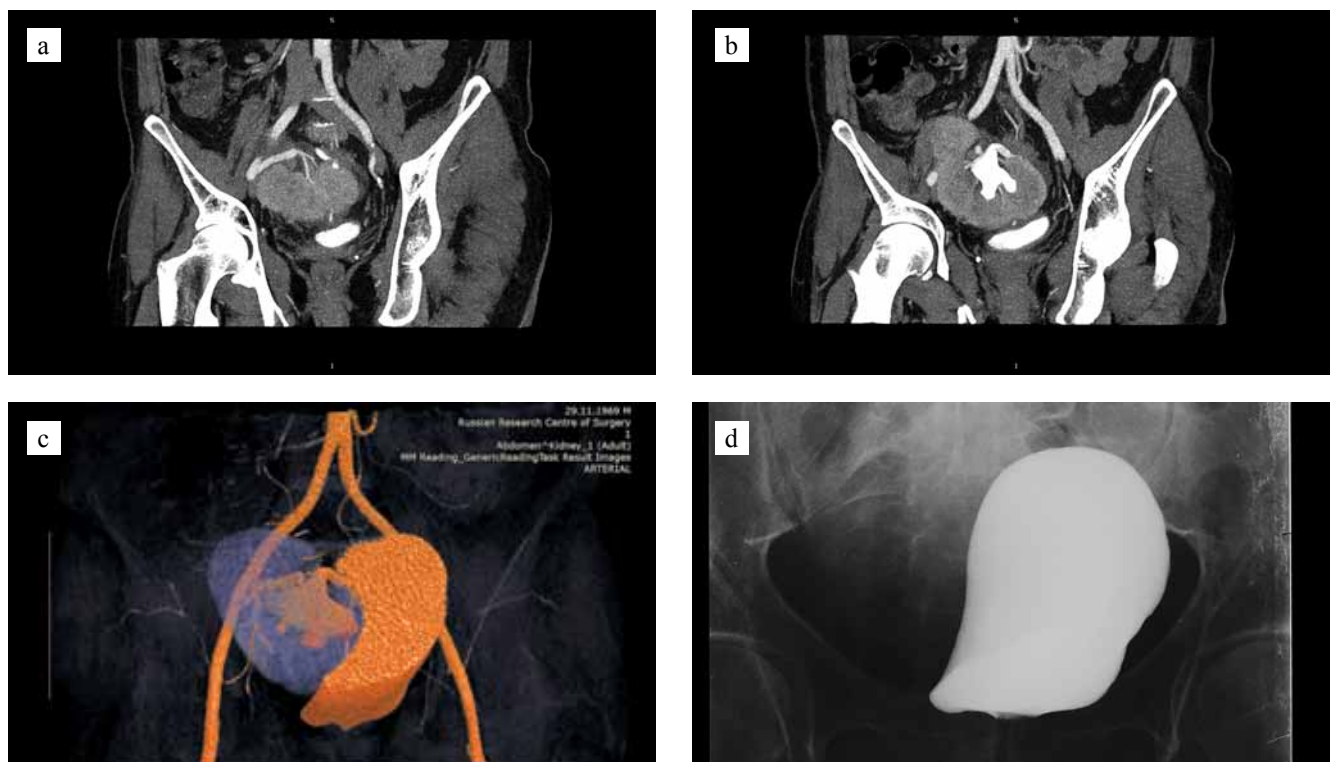 a
b
S
S
I
I
c
29.11.1969 M
Russian Research Centre of Surgery
1
Abdomen^Kidney_1 (Adult)
MM Reading_GenericReadingTask Result Images
ARTERIAL
d